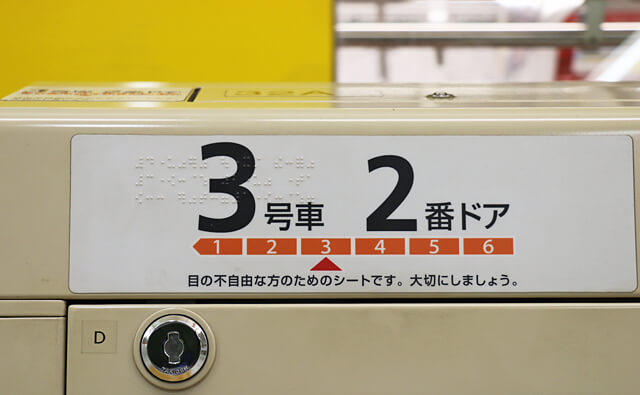 32A
3号車 2番ドア
1 2 3 4 5 6
目の不自由な方のためのシートです。大切にしましょう。
D